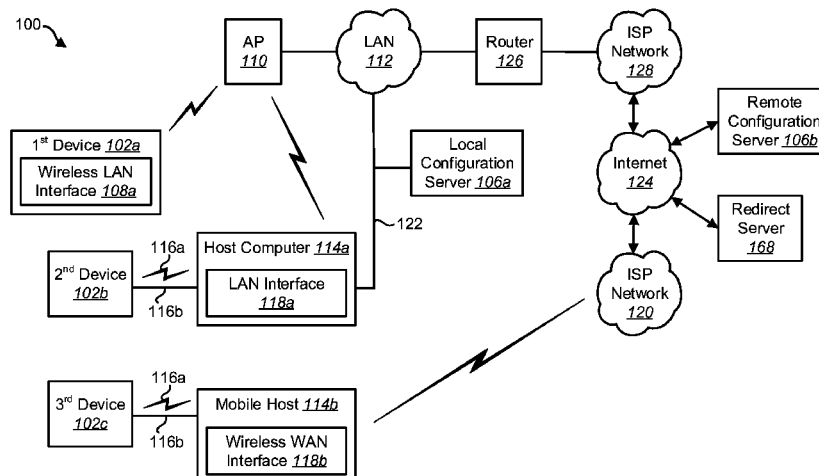 100
AP
110
LAN
112
Router
126
ISP
Network
128
1st Device 102a
Wireless LAN
Interface 108a
Local
Configuration
Server 106a
Internet
124
Remote
Configuration
Server 106b
122
Redirect
Server
168
116a
Host Computer 114a
LAN Interface
118a
2nd Device
102b
116b
ISP
Network
120
116a
3rd Device
102c
116b
Mobile Host 114b
Wireless WAN
Interface 118b